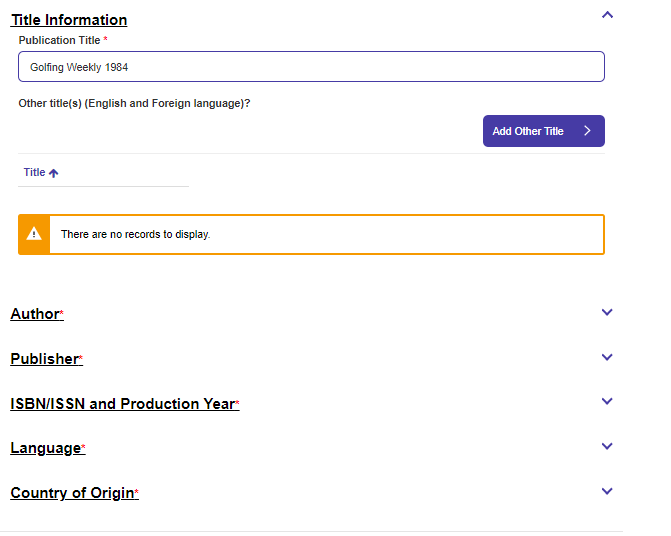 Title Information
Publication Title *
Golfing Weekly 1984
Other title(s) (English and Foreign language)?
Add Other Title
Title
There are no records to display.
Author*
Publisher*
ISBN/ISSN and Production Year*
Language*
Country of Origin*